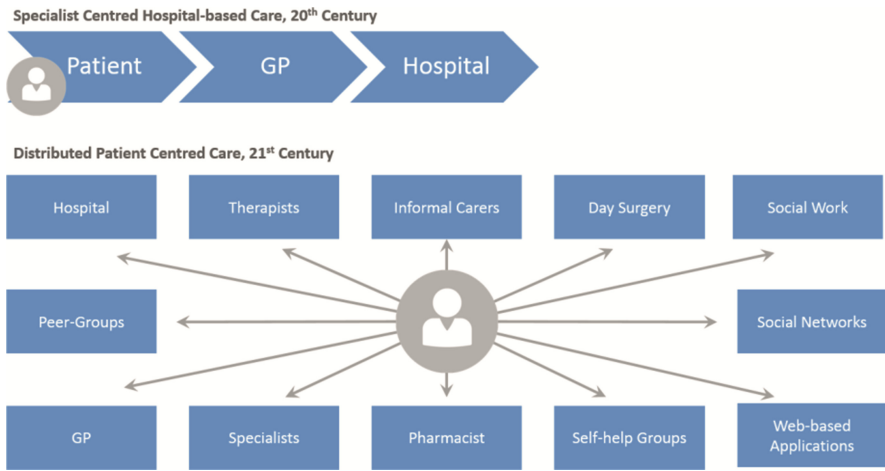 Specialist Centred Hospital-based Care, 20th Century
Patient
GP
Hospital
Distributed Patient Centred Care, 21st Century
Hospital
Therapists
Informal Carers
Day Surgery
Social Work
Peer-Groups
Social Networks
GP
Specialists
Pharmacist
Self-help Groups
Web-based
Applications